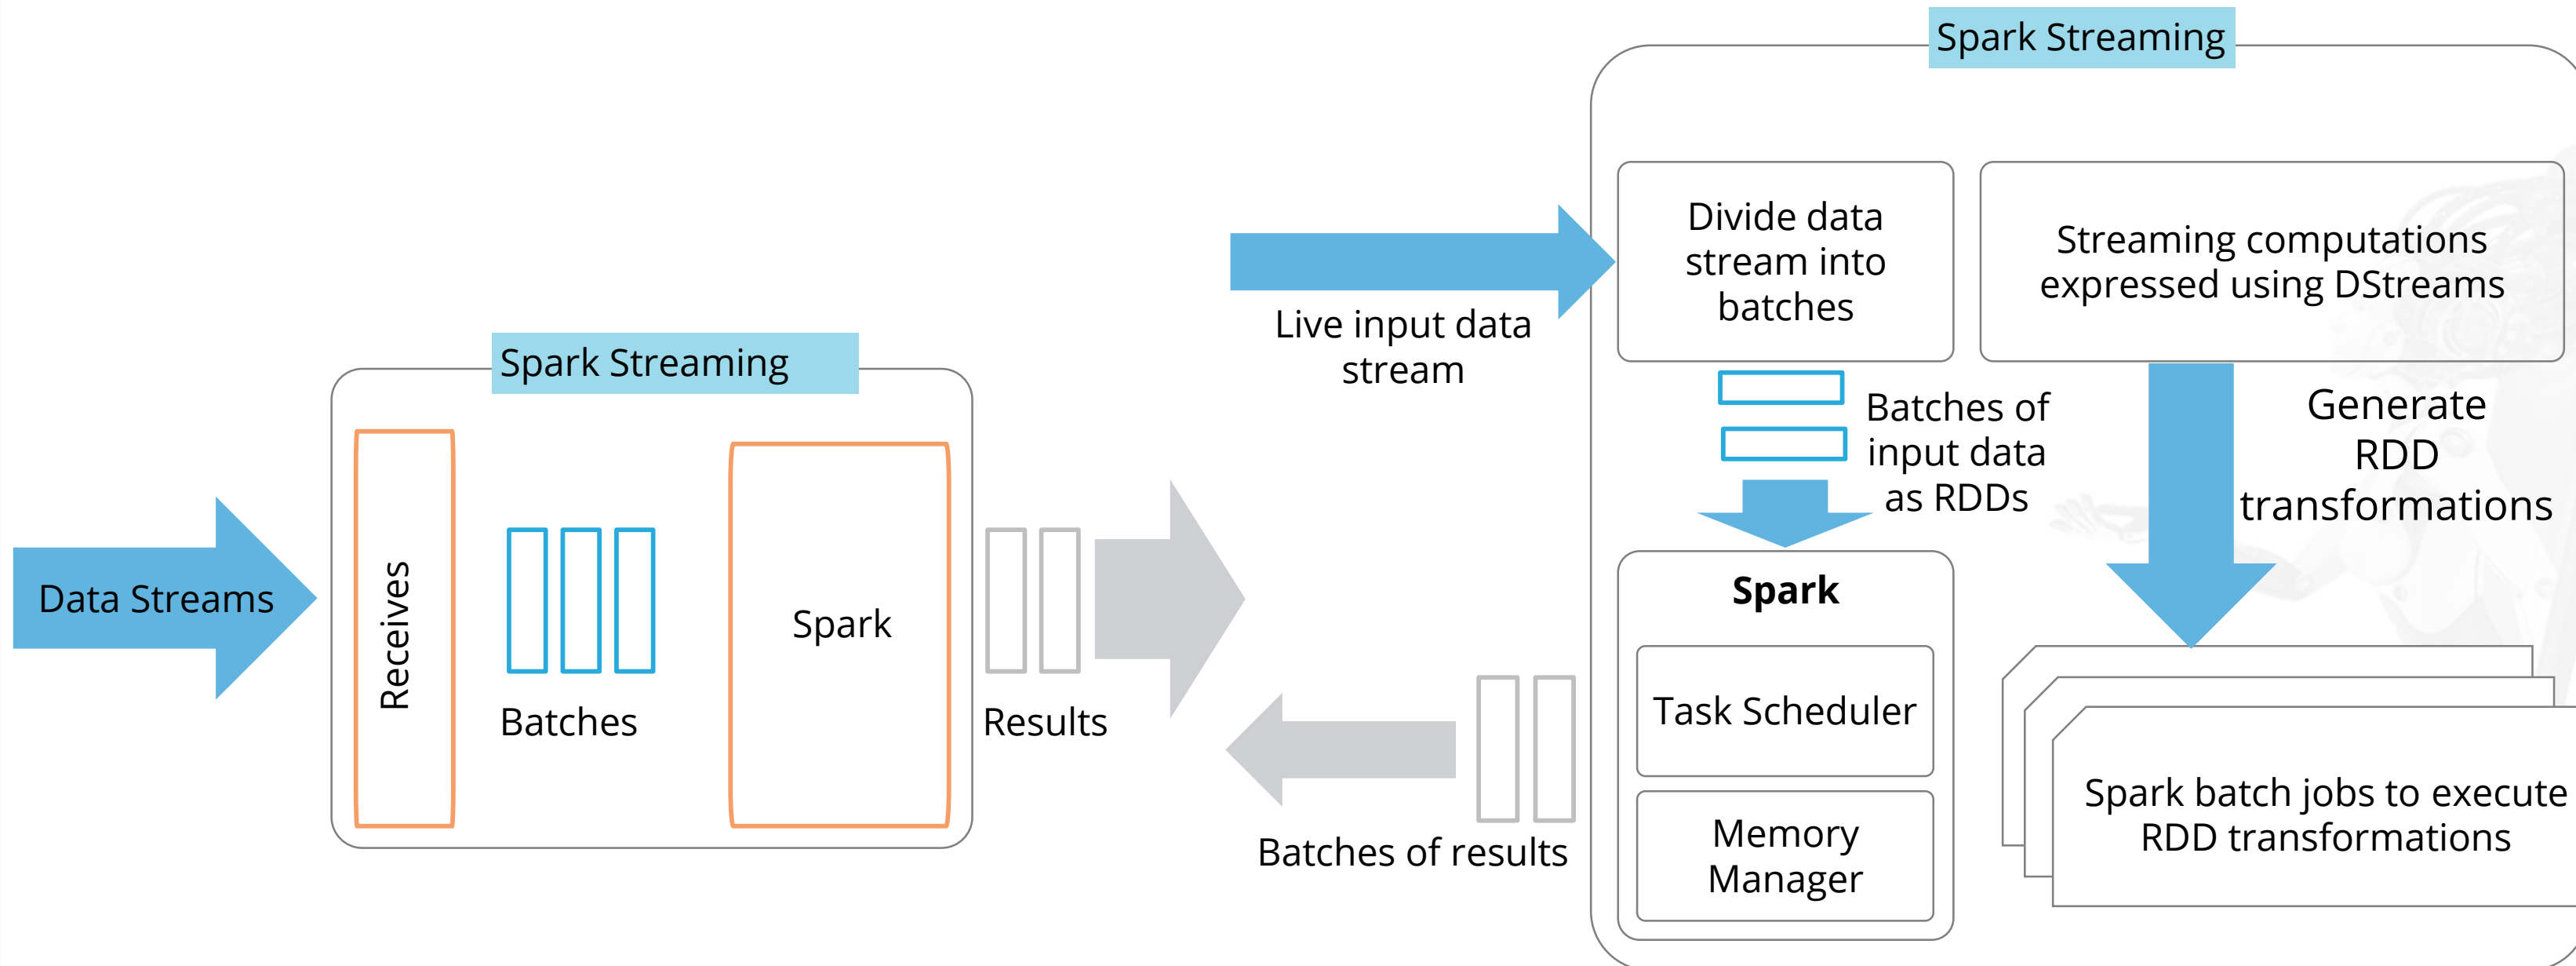 Spark Streaming
Data Streams
Receives
Batches
Spark
Results
Spark Streaming
Live input data
stream
Divide data
stream into
batches
Streaming computations
expressed using DStreams
Batches of
input data
as RDDs
Generate
RDD
transformations
Spark
Task Scheduler
Memory
Manager
Batches of results
Spark batch jobs to execute
RDD transformations